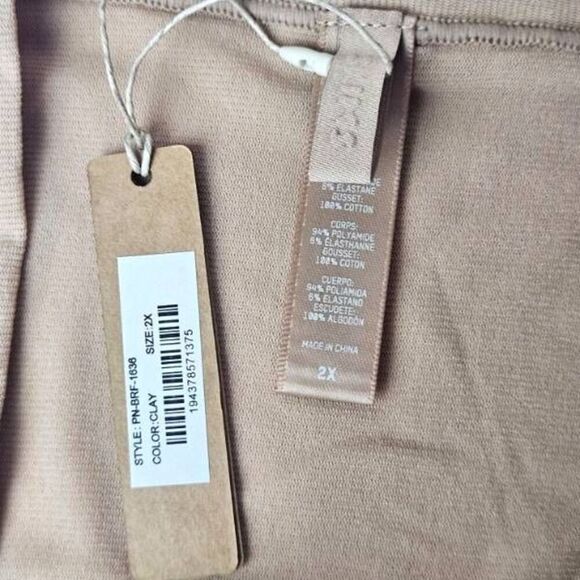 STYLE: PN-BRF-1636
COLOR:CLAY SIZE:2X
194378571375
SKIMS
6% ELASTANE
GUSSET:
100% COTTON
CORPS:
94% POLYAMIDE
6% ÉLASTHANNE
GOUSSET:
100% COTON
CUERPO:
94% POLIAMIDA
6% ELASTANO
ESCUDETE:
100% ALGODÓN
MADE IN CHINA
2X